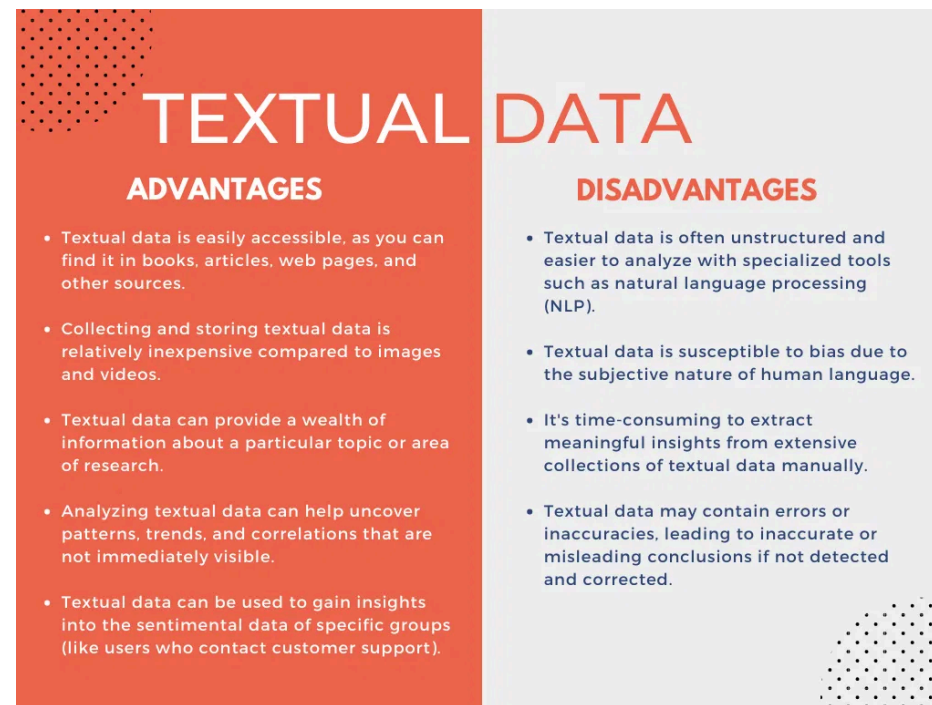 TEXTUAL DATA
ADVANTAGES
• Textual data is easily accessible, as you can
find it in books, articles, web pages, and
other sources.
• Collecting and storing textual data is
relatively inexpensive compared to images
and videos.
• Textual data can provide a wealth of
information about a particular topic or area
of research.
• Analyzing textual data can help uncover
patterns, trends, and correlations that are
not immediately visible.
• Textual data can be used to gain insights
into the sentimental data of specific groups
(like users who contact customer support).
DISADVANTAGES
• Textual data is often unstructured and
easier to analyze with specialized tools
such as natural language processing
(NLP).
• Textual data is susceptible to bias due to
the subjective nature of human language.
• It's time-consuming to extract
meaningful insights from extensive
collections of textual data manually.
• Textual data may contain errors or
inaccuracies, leading to inaccurate or
misleading conclusions if not detected
and corrected.